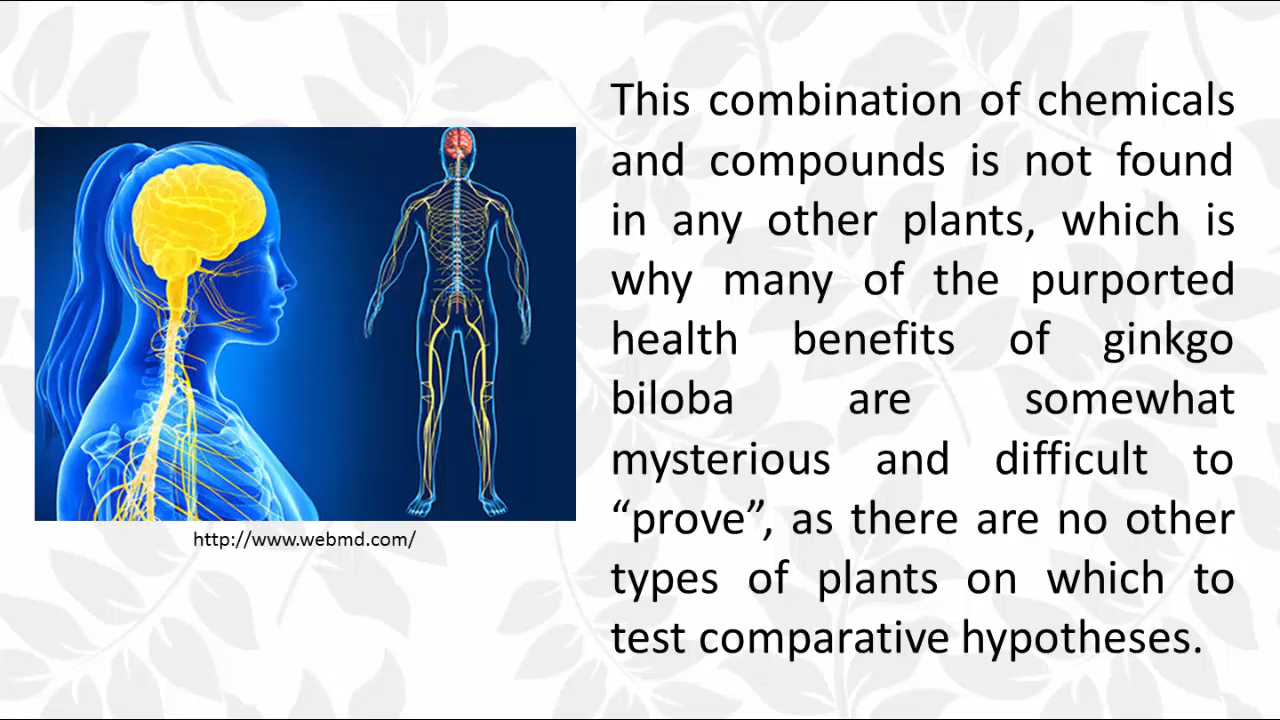 This combination of chemicals
and compounds is not found
in any other plants, which is
why many of the purported
health benefits of ginkgo
biloba are somewhat
mysterious and difficult to
“prove”, as there are no other
types of plants on which to
test comparative hypotheses.
http://www.webmd.com/